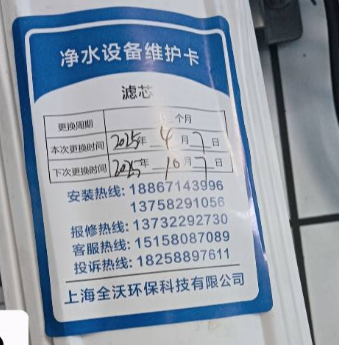 净水设备维护卡
滤芯
更换周期 个月
本次更换时间 2025年 4月 7日
下次更换时间 2025年 10月 7日
安装热线: 18867143996
13758291056
报修热线: 13732292730
客服热线: 15158087089
投诉热线: 18258897611
上海全沃环保科技有限公司